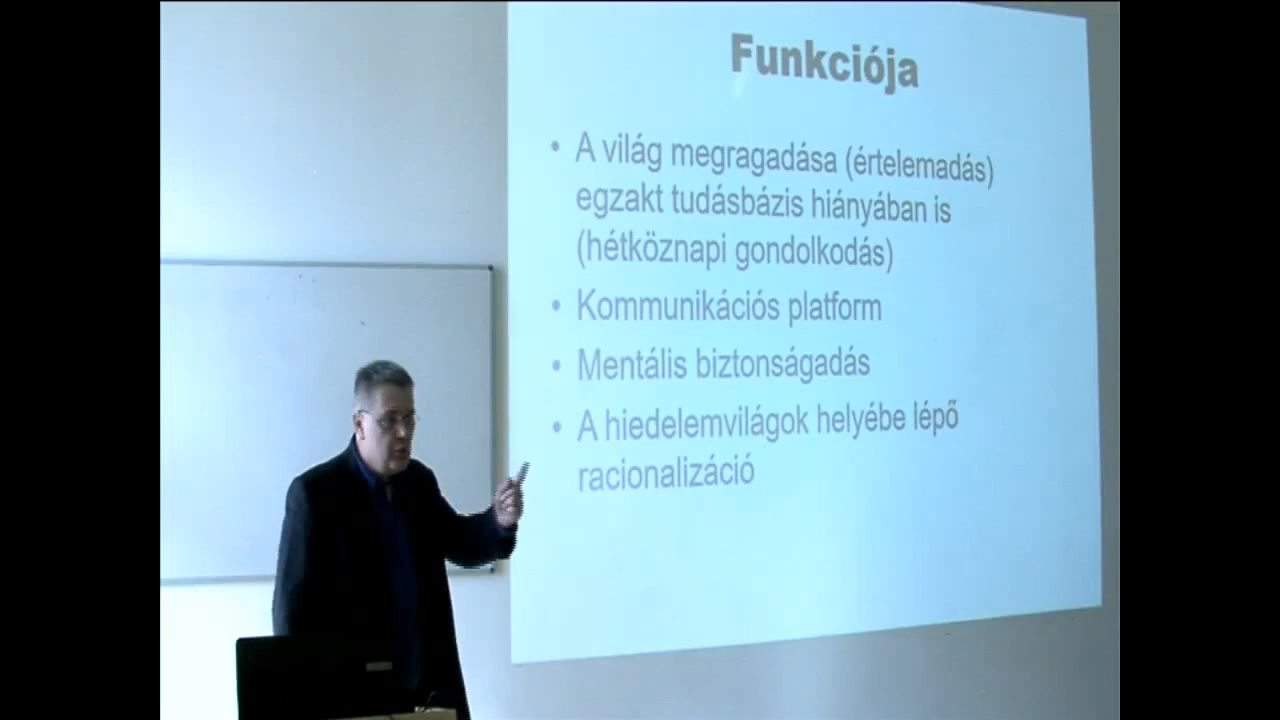 Funkciója
• A világ megragadása (értelemadás)
egzakt tudásbázis hiányában is
(hétköznapi gondolkodás)
• Kommunikációs platform
• Mentális biztonságadás
• A hiedelemvilágok helyébe lépő
racionalizáció